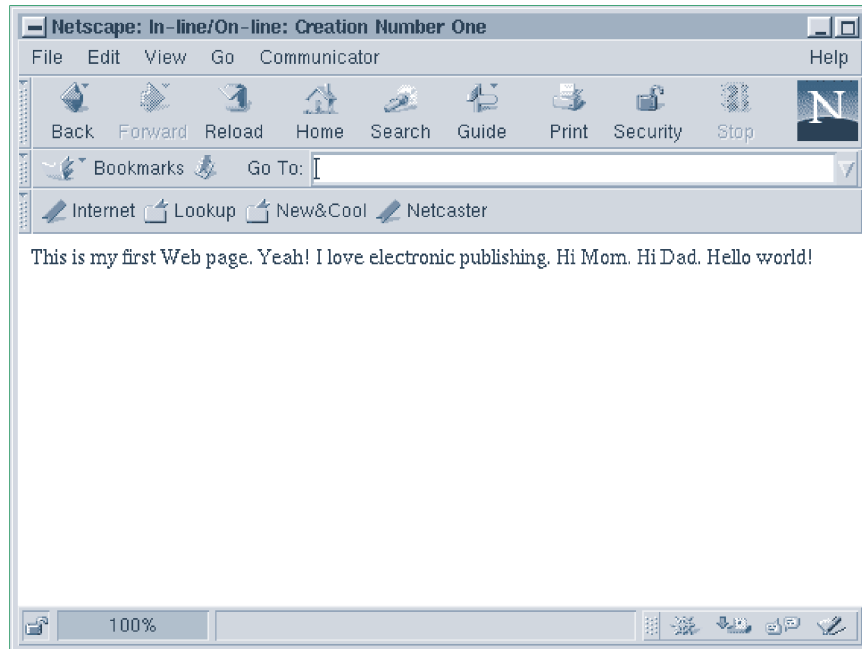 Netscape: In-line/On-line: Creation Number One
File Edit View Go Communicator Help
N
Back Forward Reload Home Search Guide Print Security Stop
Bookmarks Go To:
Internet Lookup New&Cool Netcaster
This is my first Web page. Yeah! I love electronic publishing. Hi Mom. Hi Dad. Hello world!
100%